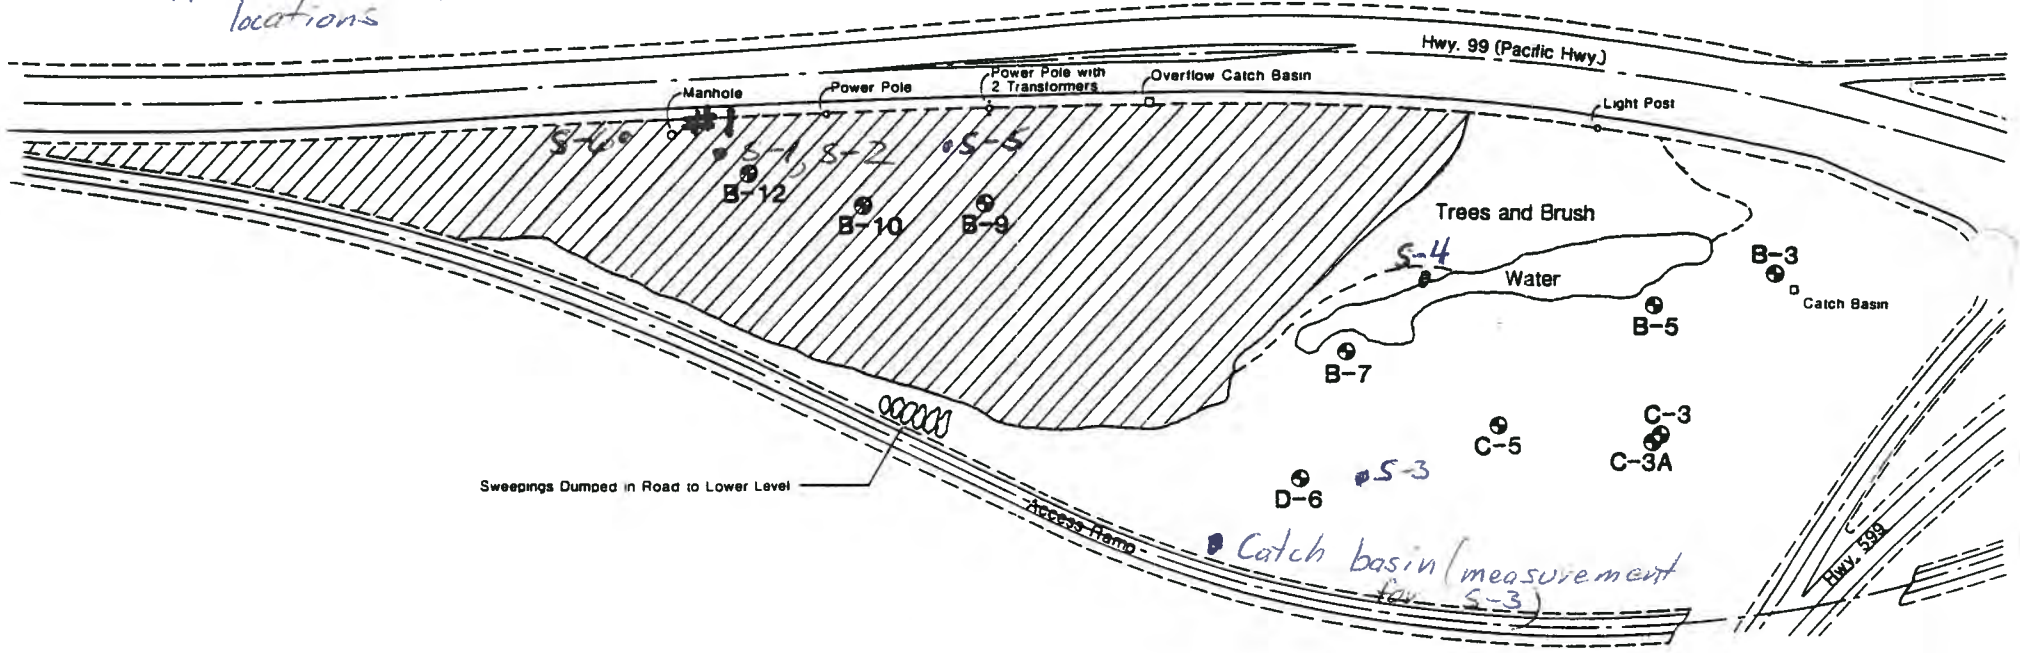 locations
Hwy. 99 (Pacific Hwy.)
Manhole
#1
Power Pole
Power Pole with
2 Transformers
Overflow Catch Basin
Light Post
S-6
S-1, S-2
S-5
B-12
B-10
B-9
Trees and Brush
S-4
Water
B-3
Catch Basin
B-5
B-7
C-3
C-5
C-3A
S-3
D-6
Sweepings Dumped in Road to Lower Level
Access Ramp
Catch basin (measurement
for S-3)
Hwy. 599